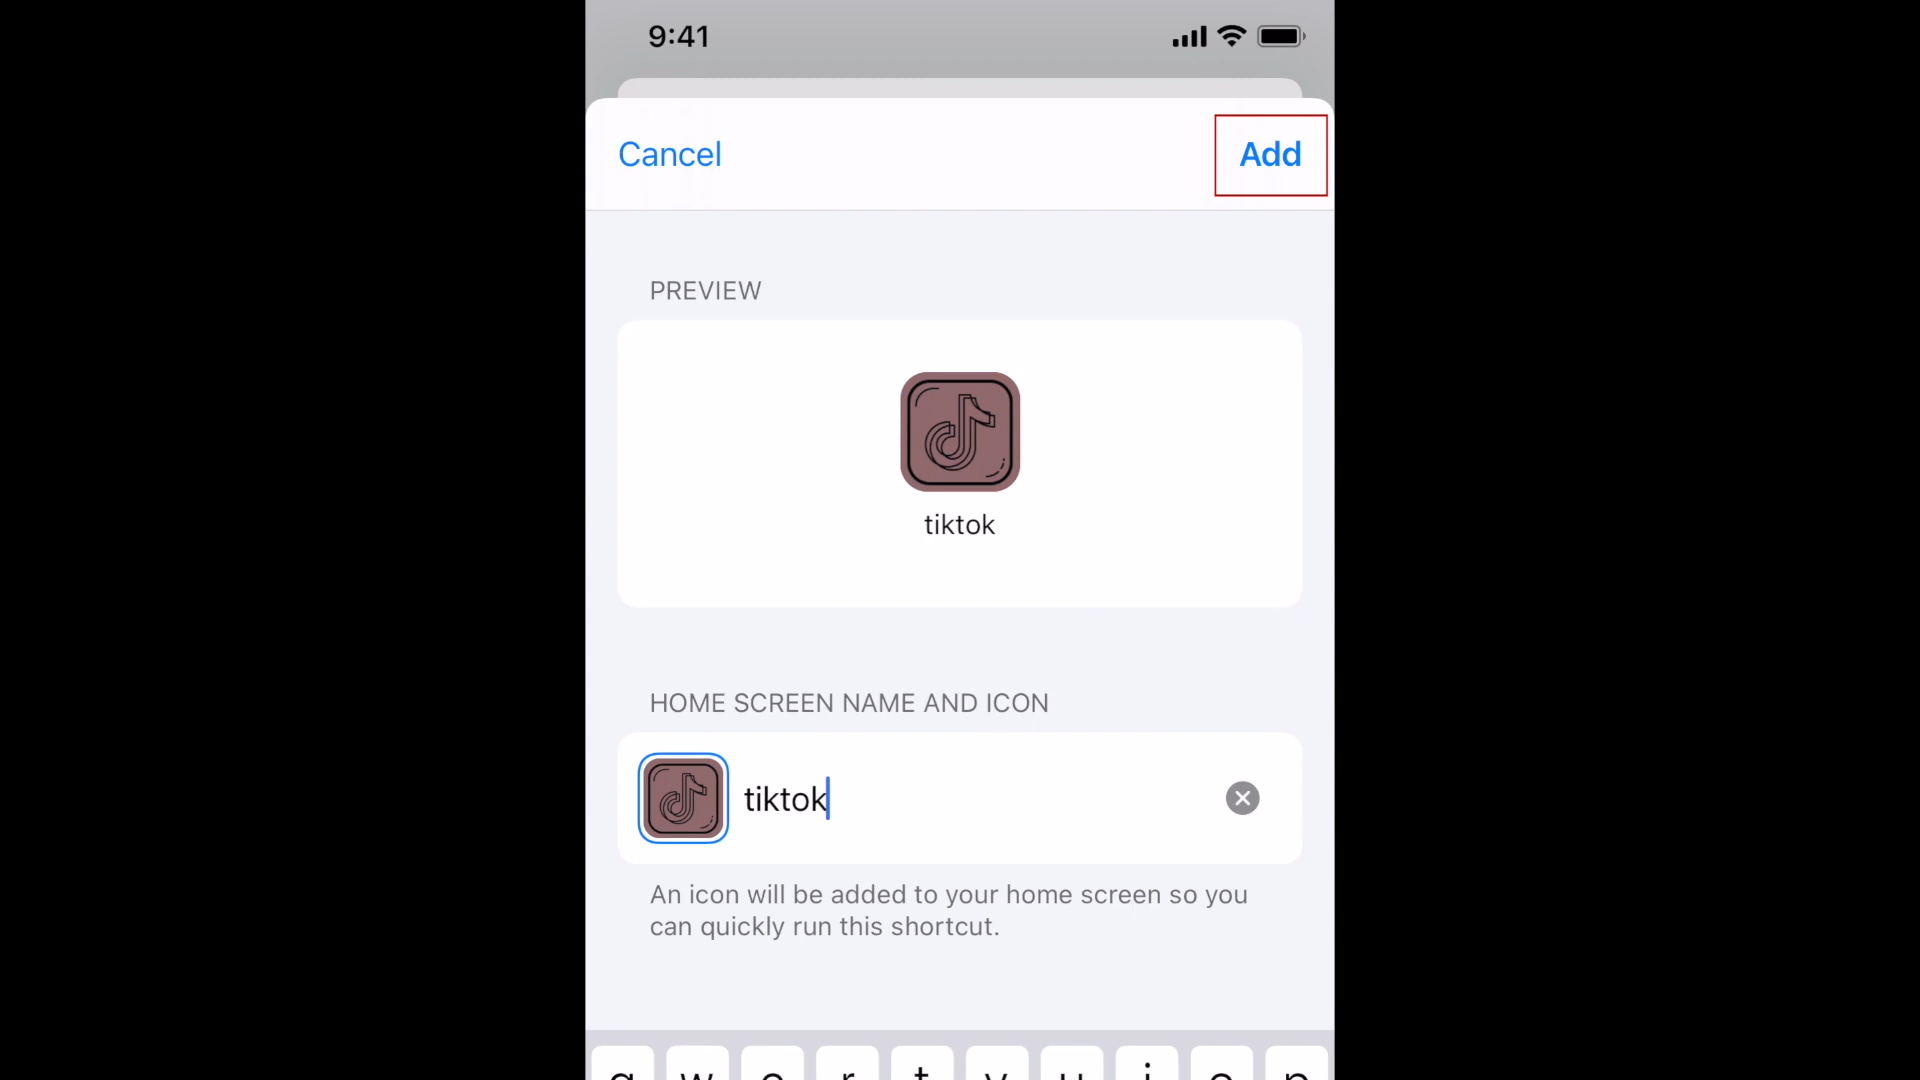 9:41
Cancel
Add
PREVIEW
tiktok
HOME SCREEN NAME AND ICON
tiktok
An icon will be added to your home screen so you
can quickly run this shortcut.
q w e r t y u i o p